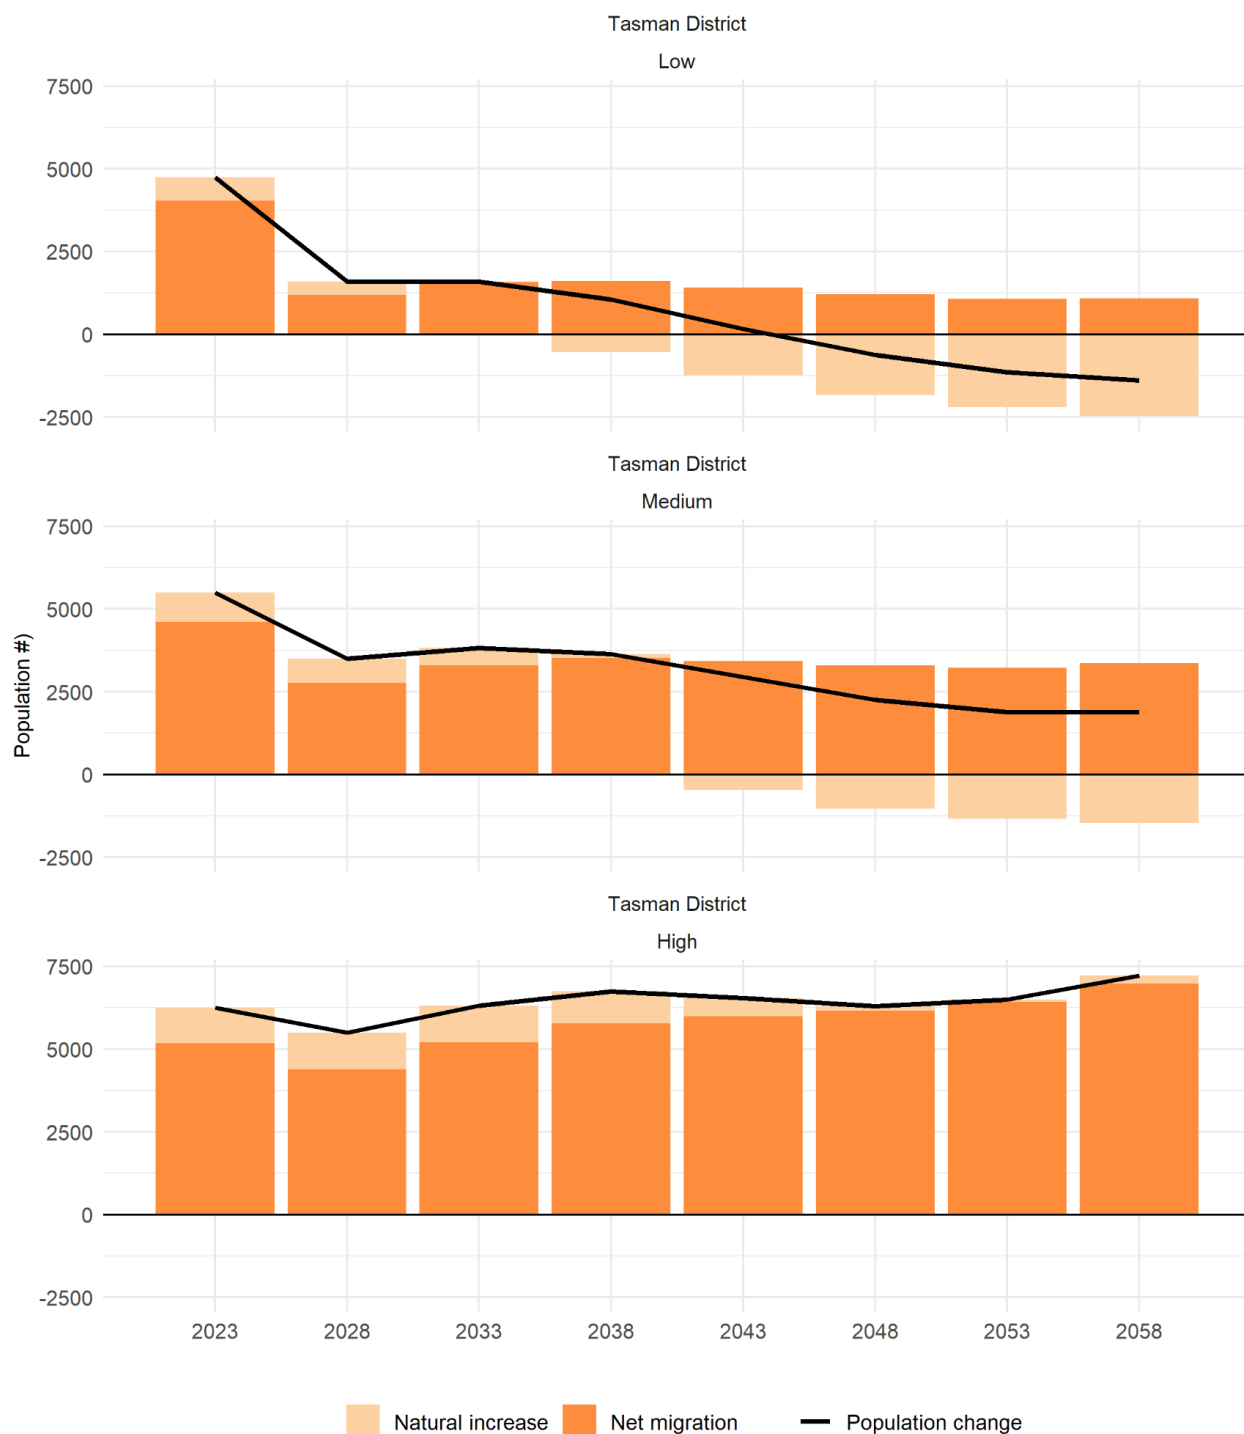 Tasman District
Low
7500
5000
2500
0
-2500
Tasman District
Medium
7500
5000
2500
0
-2500
Population #)
Tasman District
High
7500
5000
2500
0
-2500
2023 2028 2033 2038 2043 2048 2053 2058
Natural increase Net migration Population change